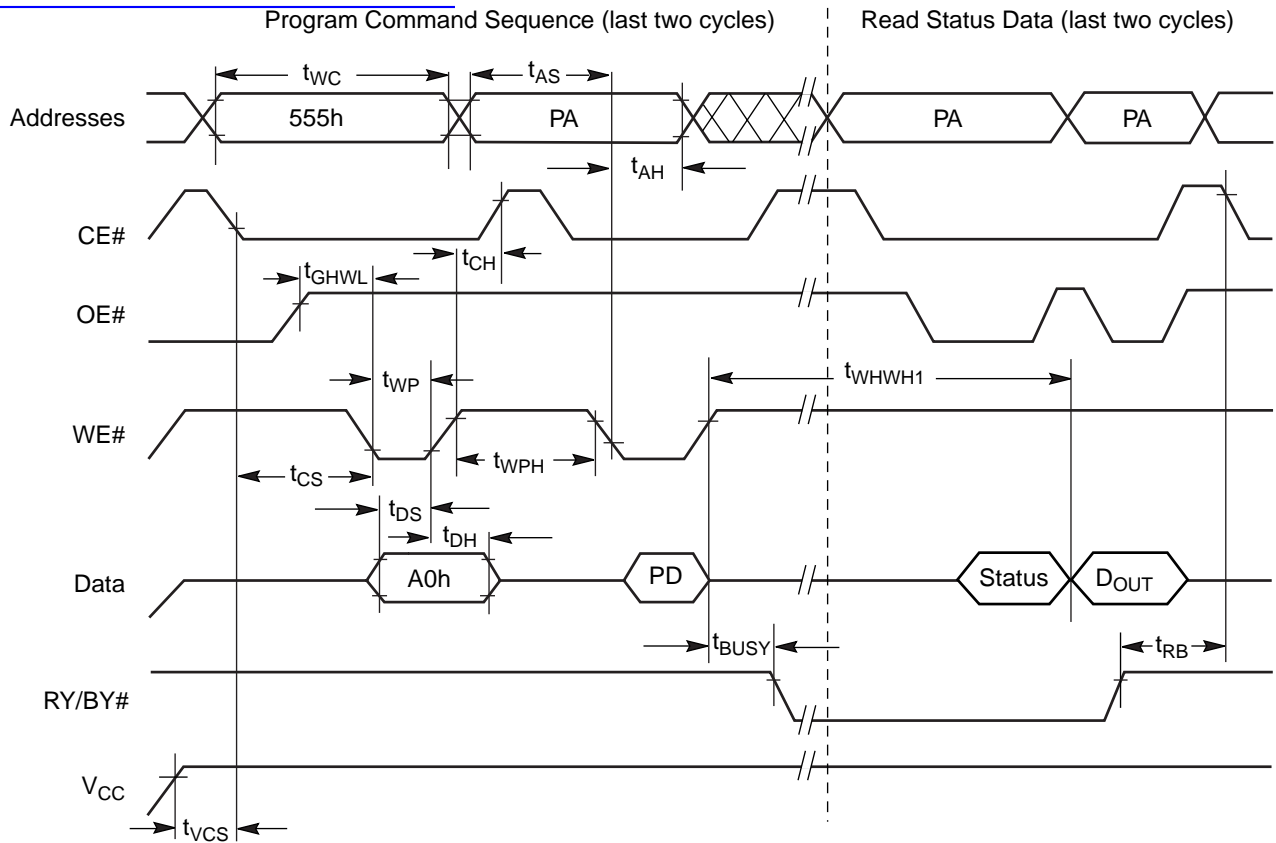 Program Command Sequence (last two cycles)
Read Status Data (last two cycles)
tWC
tAS
Addresses
555h
PA
PA
PA
tAH
CE#
tCH
tGHWL
OE#
tWP
tWHWH1
WE#
tCS
tWPH
tDS
tDH
Data
A0h
PD
Status
DOUT
tBUSY
tRB
RY/BY#
VCC
tVCS